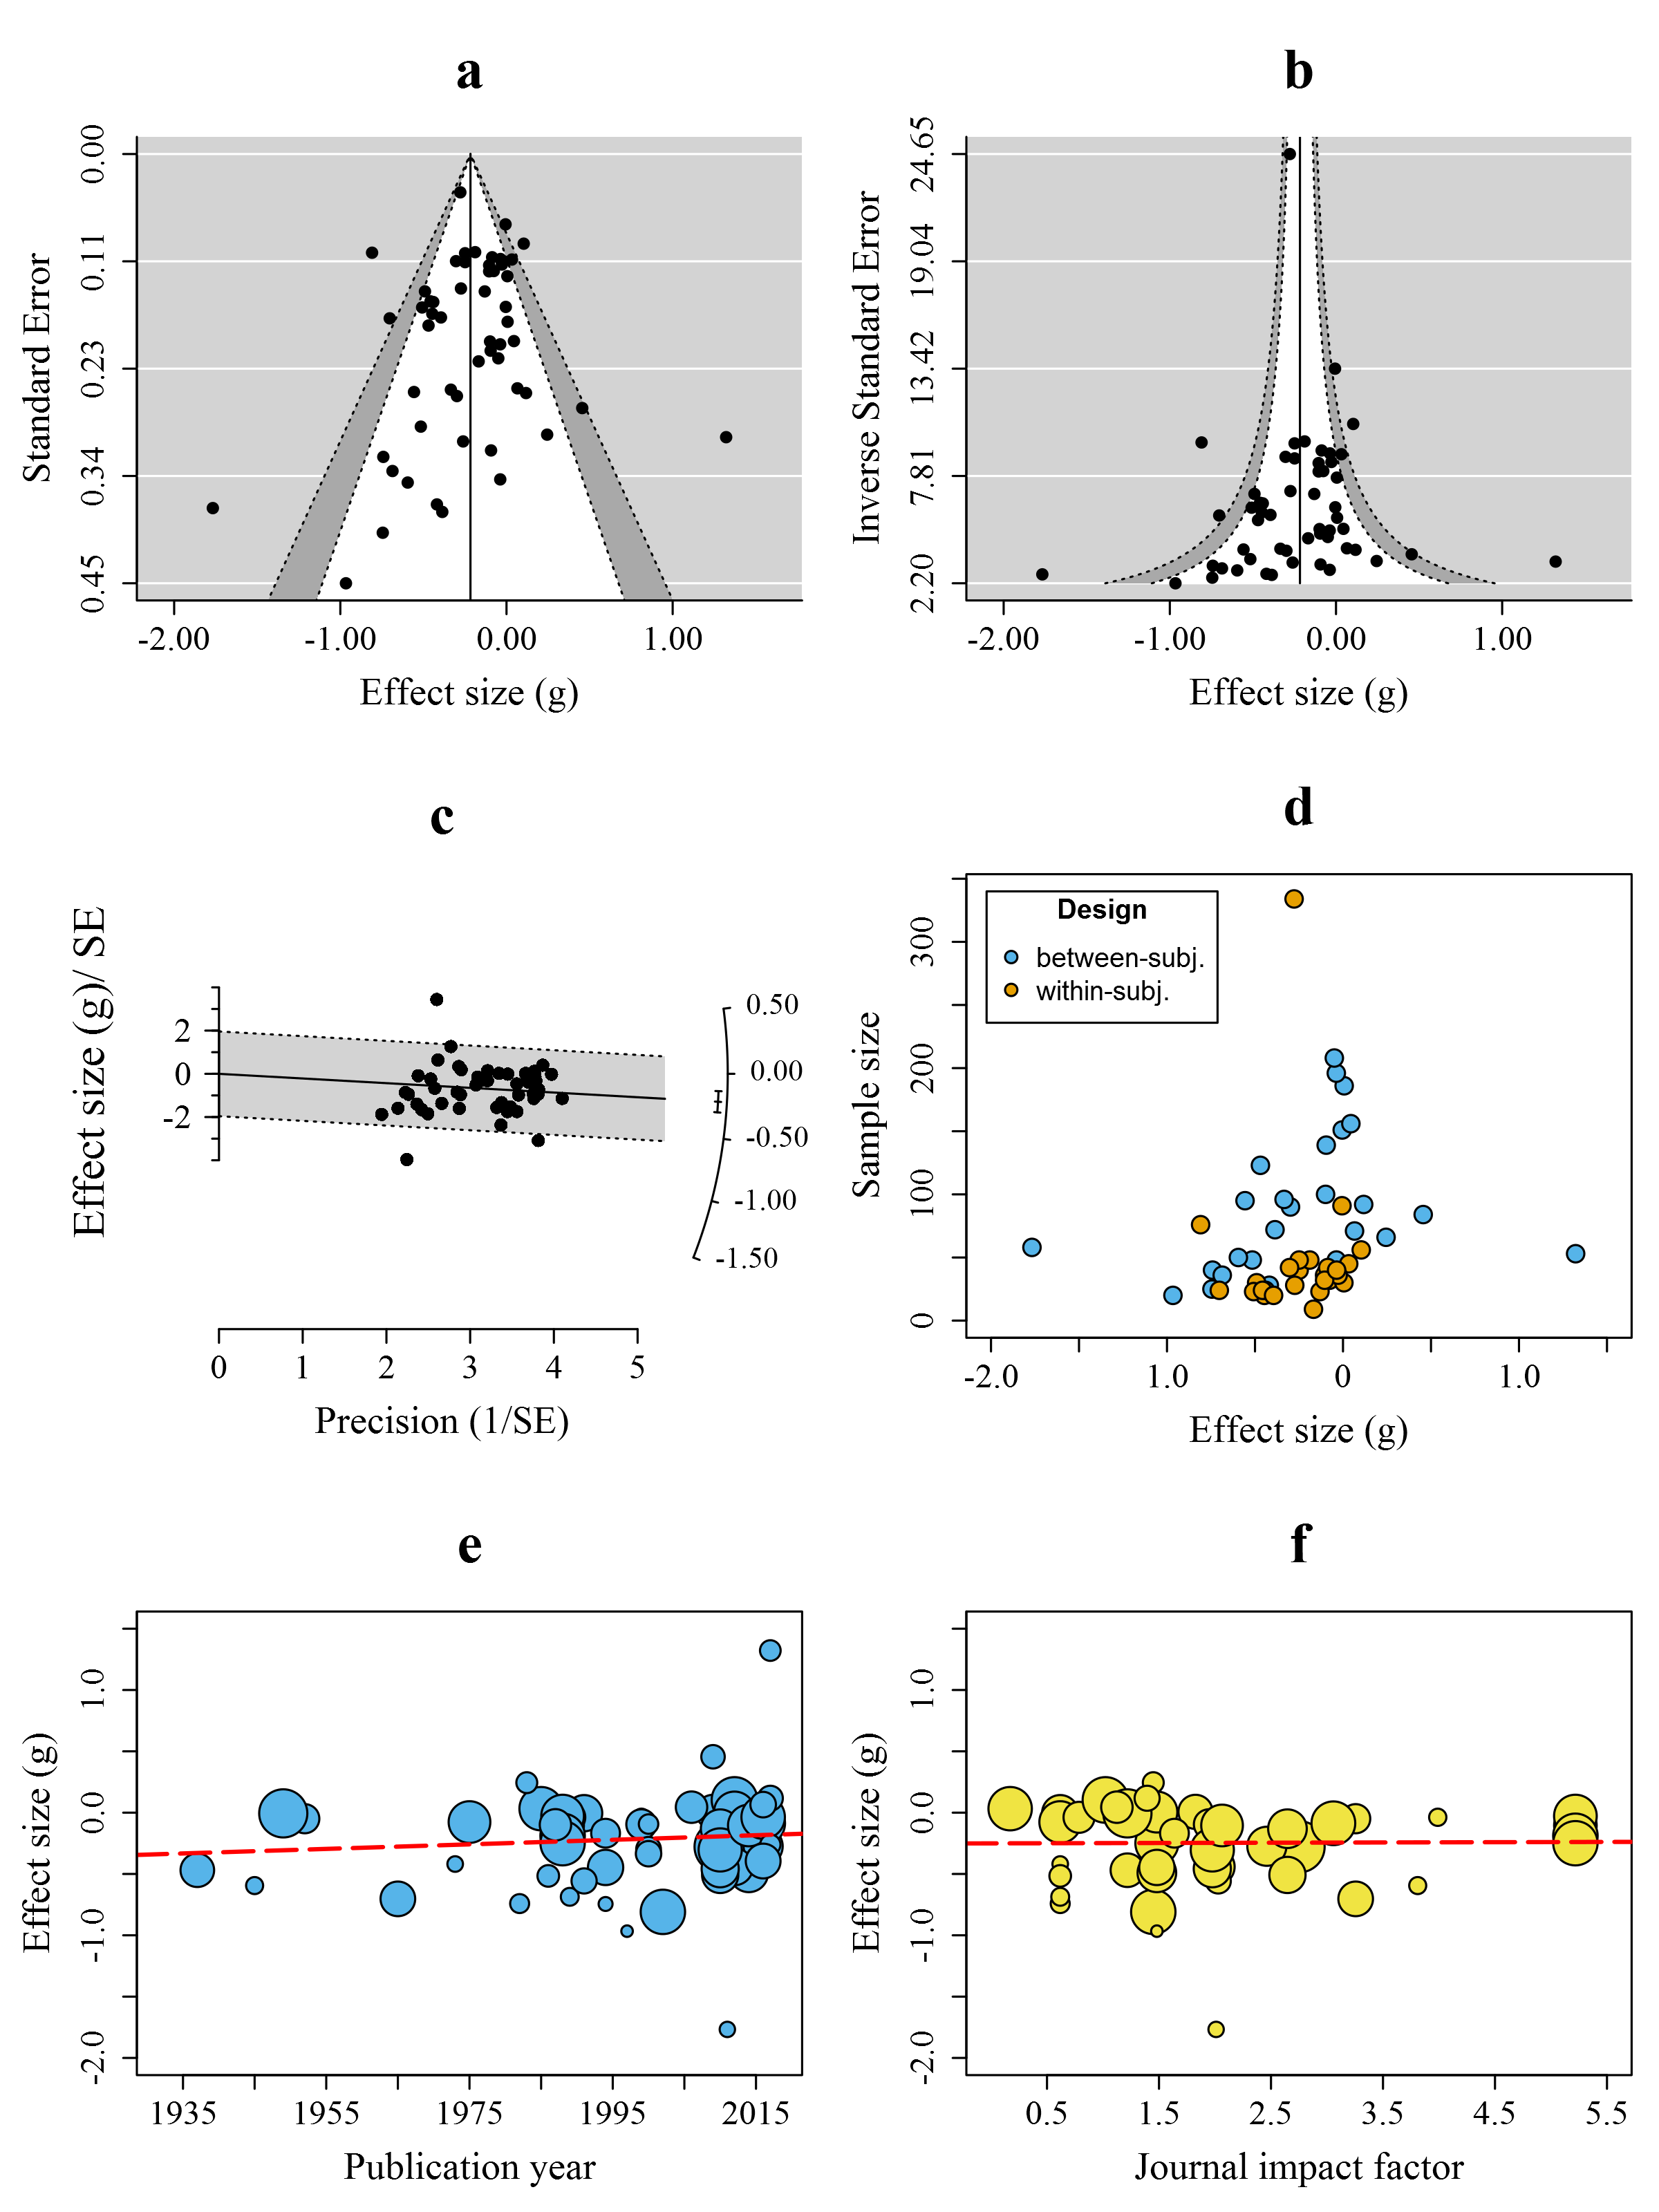 a
0.00
0.11
0.23
0.34
0.45
Standard Error
-2.00 -1.00 0.00 1.00
Effect size (g)
b
24.65
19.04
13.42
7.81
2.20
Inverse Standard Error
-2.00 -1.00 0.00 1.00
Effect size (g)
c
Effect size (g)/ SE
2
0
-2
0.50
0.00
-0.50
-1.00
-1.50
0 1 2 3 4 5
Precision (1/SE)
d
Design
between-subj.
within-subj.
300
200
100
0
Sample size
-2.0 1.0 0 1.0
Effect size (g)
e
1.0
0.0
-1.0
-2.0
Effect size (g)
1935 1955 1975 1995 2015
Publication year
f
1.0
0.0
-1.0
-2.0
Effect size (g)
0.5 1.5 2.5 3.5 4.5 5.5
Journal impact factor